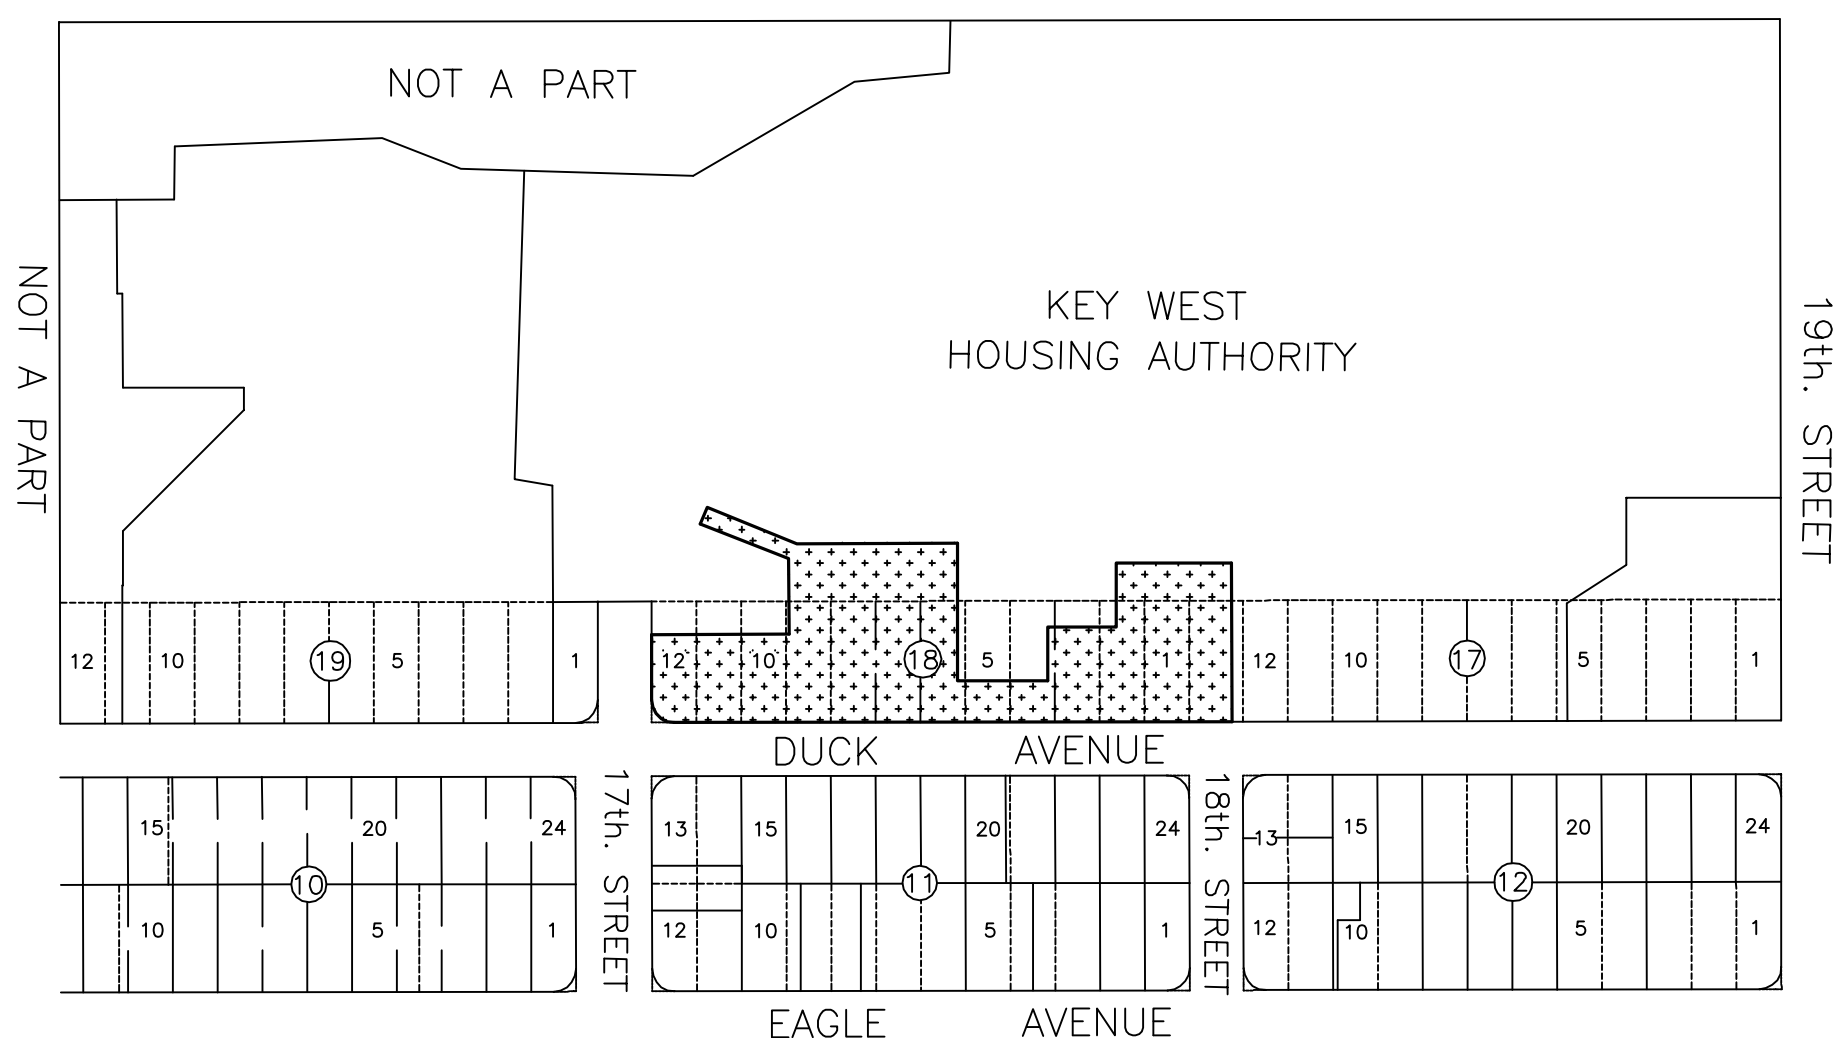 NOT A PART
NOT A PART
KEY WEST
HOUSING AUTHORITY
19th. STREET
12 10 19 5 1
12 10 18 5 1
12 10 17 5 1
DUCK AVENUE
17th. STREET
18th. STREET
15 20 24
10
10 5 1
13 15 20 24
11
12 10 5 1
13 15 20 24
12
12 10 5 1
EAGLE AVENUE